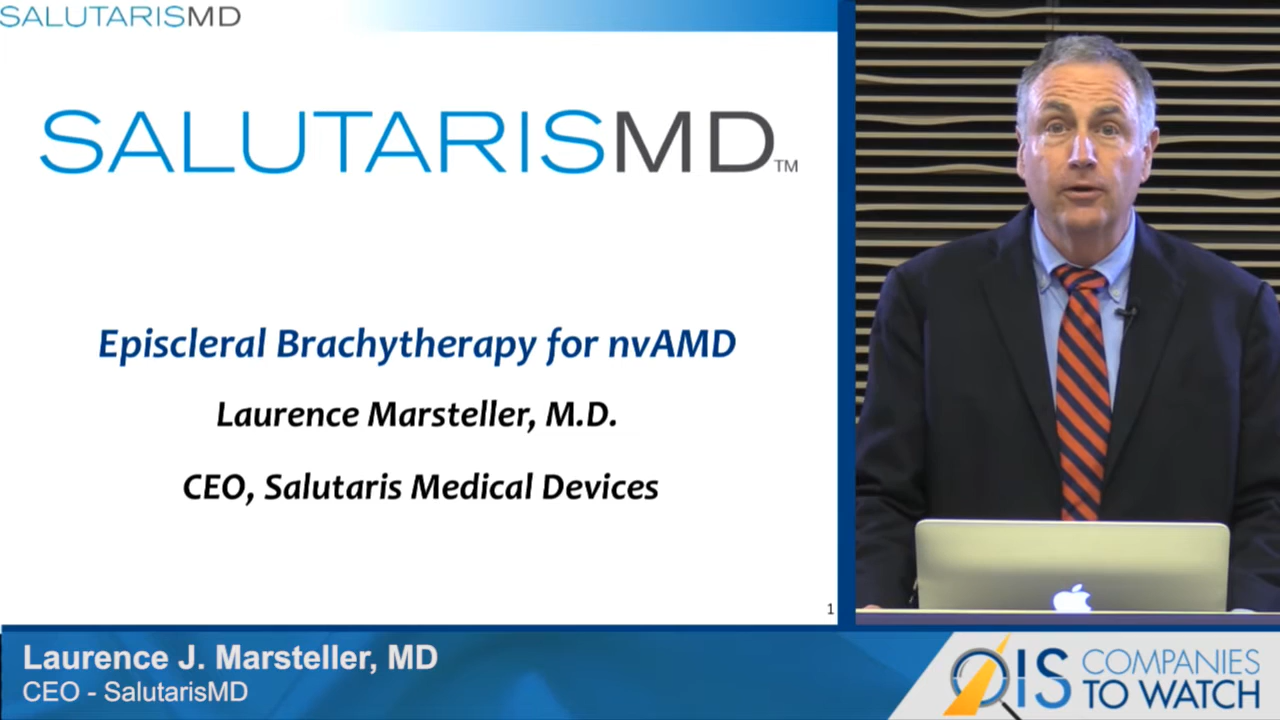 SALUTARISMD
SALUTARISMD™
Episcleral Brachytherapy for nvAMD
Laurence Marsteller, M.D.
CEO, Salutaris Medical Devices
1
Laurence J. Marsteller, MD
CEO - SalutarisMD
OIS COMPANIES
TO WATCH